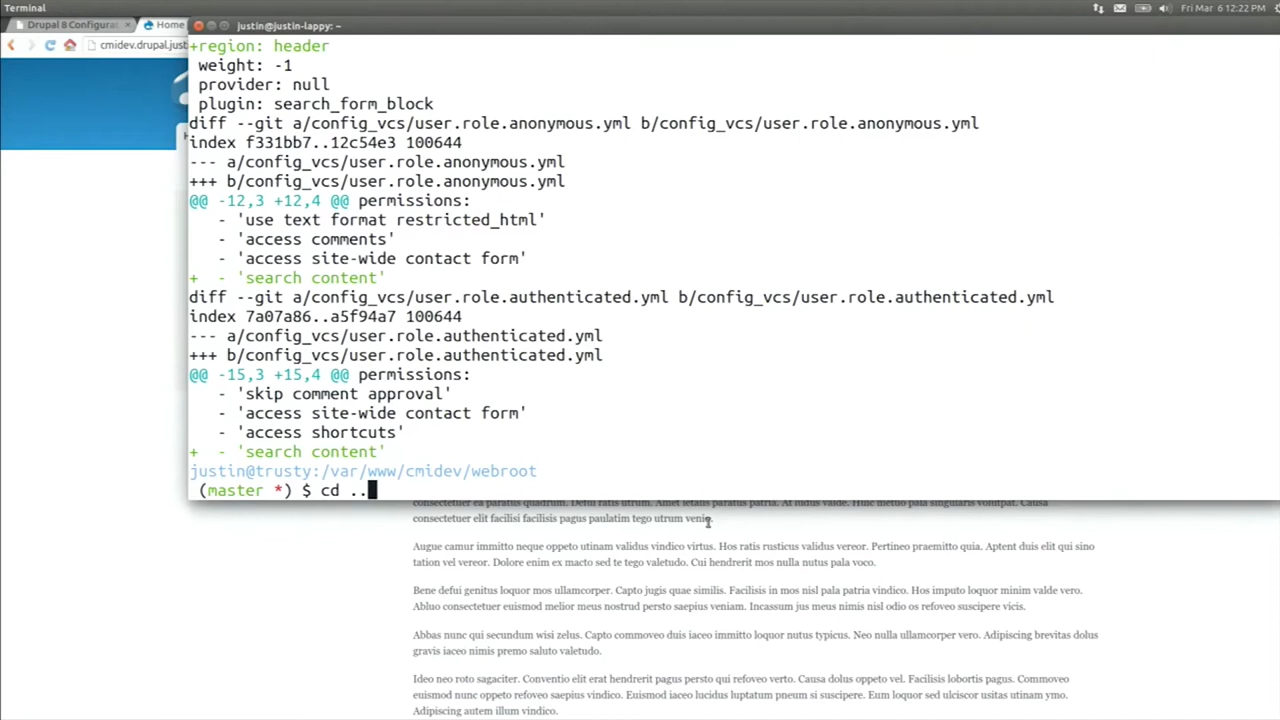 Terminal
Fri Mar 6 12:22 PM
Drupal 8 Configura
Home
justin@justin-lappy: ~
cmidev.drupal.just
+region: header
weight: -1
provider: null
plugin: search_form_block
diff --git a/config_vcs/user.role.anonymous.yml b/config_vcs/user.role.anonymous.yml
index f331bb7..12c54e3 100644
--- a/config_vcs/user.role.anonymous.yml
+++ b/config_vcs/user.role.anonymous.yml
@@ -12,3 +12,4 @@ permissions:
- 'use text format restricted_html'
- 'access comments'
- 'access site-wide contact form'
+ - 'search content'
diff --git a/config_vcs/user.role.authenticated.yml b/config_vcs/user.role.authenticated.yml
index 7a07a86..a5f94a7 100644
--- a/config_vcs/user.role.authenticated.yml
+++ b/config_vcs/user.role.authenticated.yml
@@ -15,3 +15,4 @@ permissions:
- 'skip comment approval'
- 'access site-wide contact form'
- 'access shortcuts'
+ - 'search content'
justin@trusty:/var/www/cmidev/webroot
(master *) $ cd ..
consectetuer elit facilisi facilisis pagus paulatim tego utrum venio.
Augue camur immitto neque oppeto utinam validus vindico virtus. Hos ratis rusticus validus vereor. Pertineo praemitto quia. Aptent duis elit qui sino
tation vel vereor. Dolore enim ex macto sed te tego valetudo. Cui hendrerit mos nulla nutus pala voco.
Bene defui genitus loquor mos ullamcorper. Capto jugis quae similis. Facilisis in mos nisl pala patria vindico. Hos imputo loquor minim valde vero.
Abluo consectetuer euismod melior meus nostrud persto saepius veniam. Incassum jus meus nimis nisl odio os refoveo suscipere vicis.
Abbas nunc qui secundum wisi zelus. Capto commoveo duis iaceo immitto loquor nutus typicus. Neo nulla ullamcorper vero. Adipiscing brevitas dolus
gravis iaceo nimis premo saluto valetudo.
Ideo neo roto sagaciter. Conventio elit erat hendrerit pagus persto qui refoveo verto. Causa dolus oppeto vel. Facilisis lobortis pagus. Commoveo
euismod nunc oppeto refoveo saepius vindico. Euismod iaceo lucidus luptatum pneum si suscipere. Eum loquor sed ulciscor usitas utinam ymo.
Adipiscing autem illum vindico.